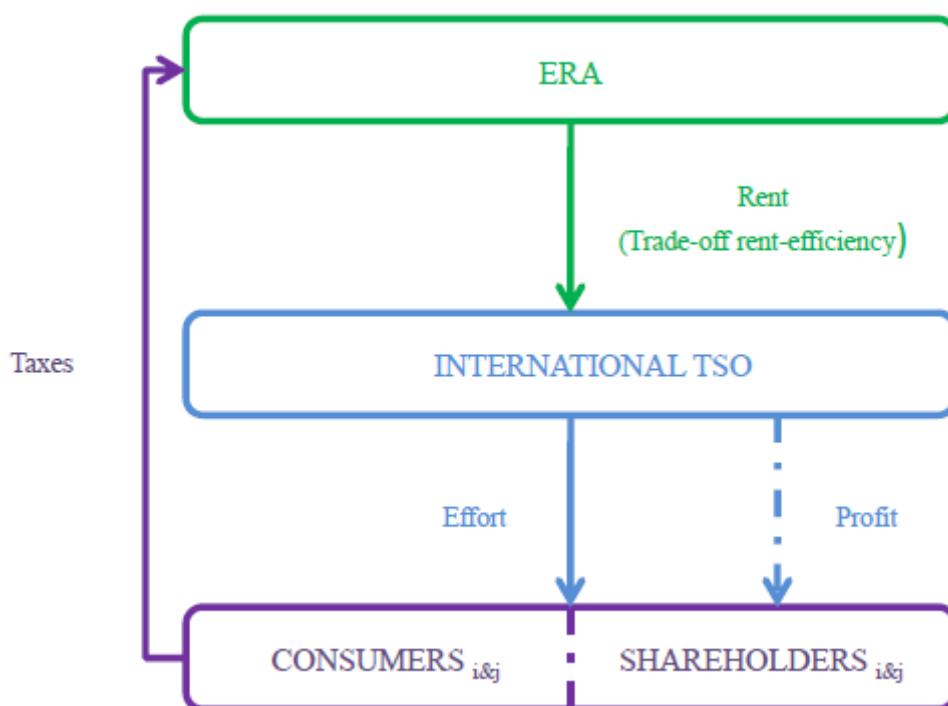 ERA
Rent
(Trade-off rent-efficiency)
Taxes
INTERNATIONAL TSO
Effort
Profit
CONSUMERS i&j
SHAREHOLDERS i&j